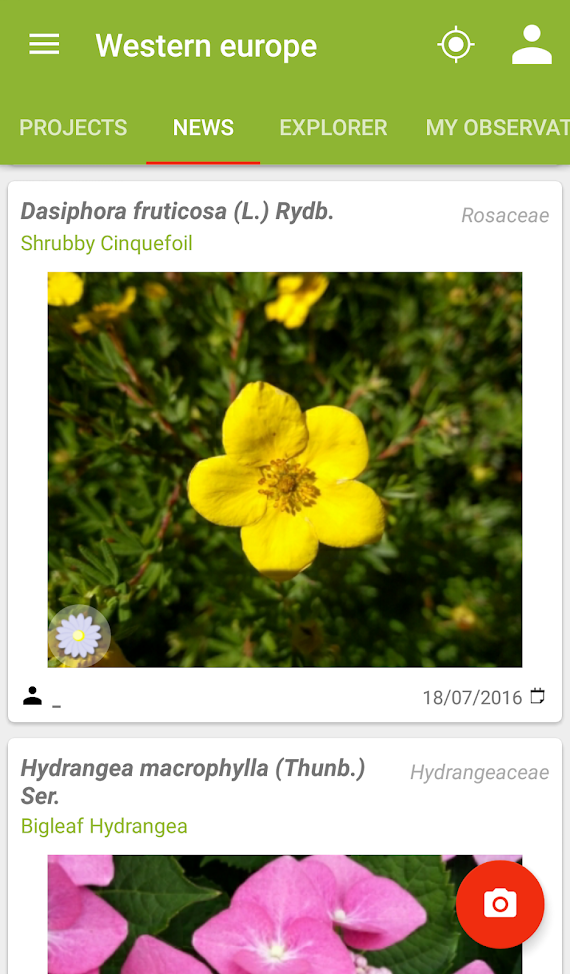 Western europe
PROJECTS NEWS EXPLORER MY OBSERVAT
Dasiphora fruticosa (L.) Rydb. Rosaceae
Shrubby Cinquefoil
_ 18/07/2016
Hydrangea macrophylla (Thunb.) Hydrangeaceae
Ser.
Bigleaf Hydrangea